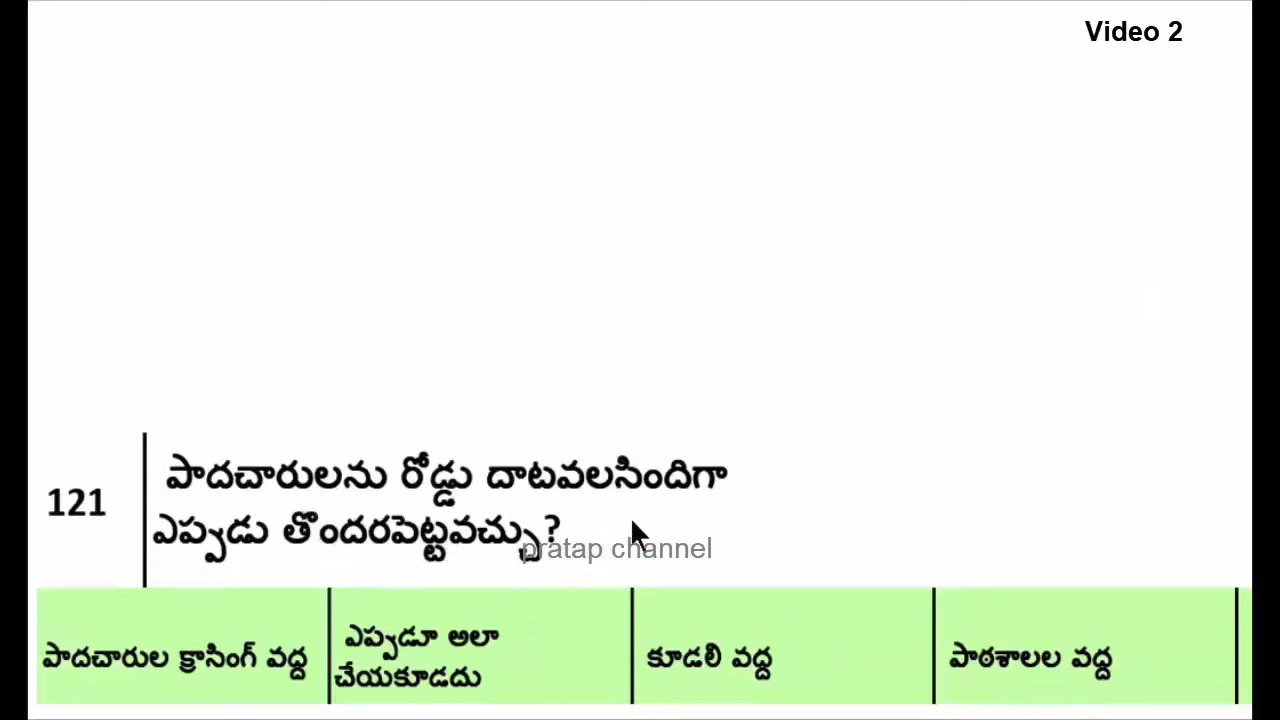 Video 2
121
పాదచారులను రోడ్డు దాటవలసిందిగా
ఎప్పుడు తొందరపెట్టవచ్చు?
pratap channel
పాదచారుల క్రాసింగ్ వద్ద
ఎప్పుడూ అలా
చేయకూడదు
కూడలి వద్ద
పాఠశాలల వద్ద